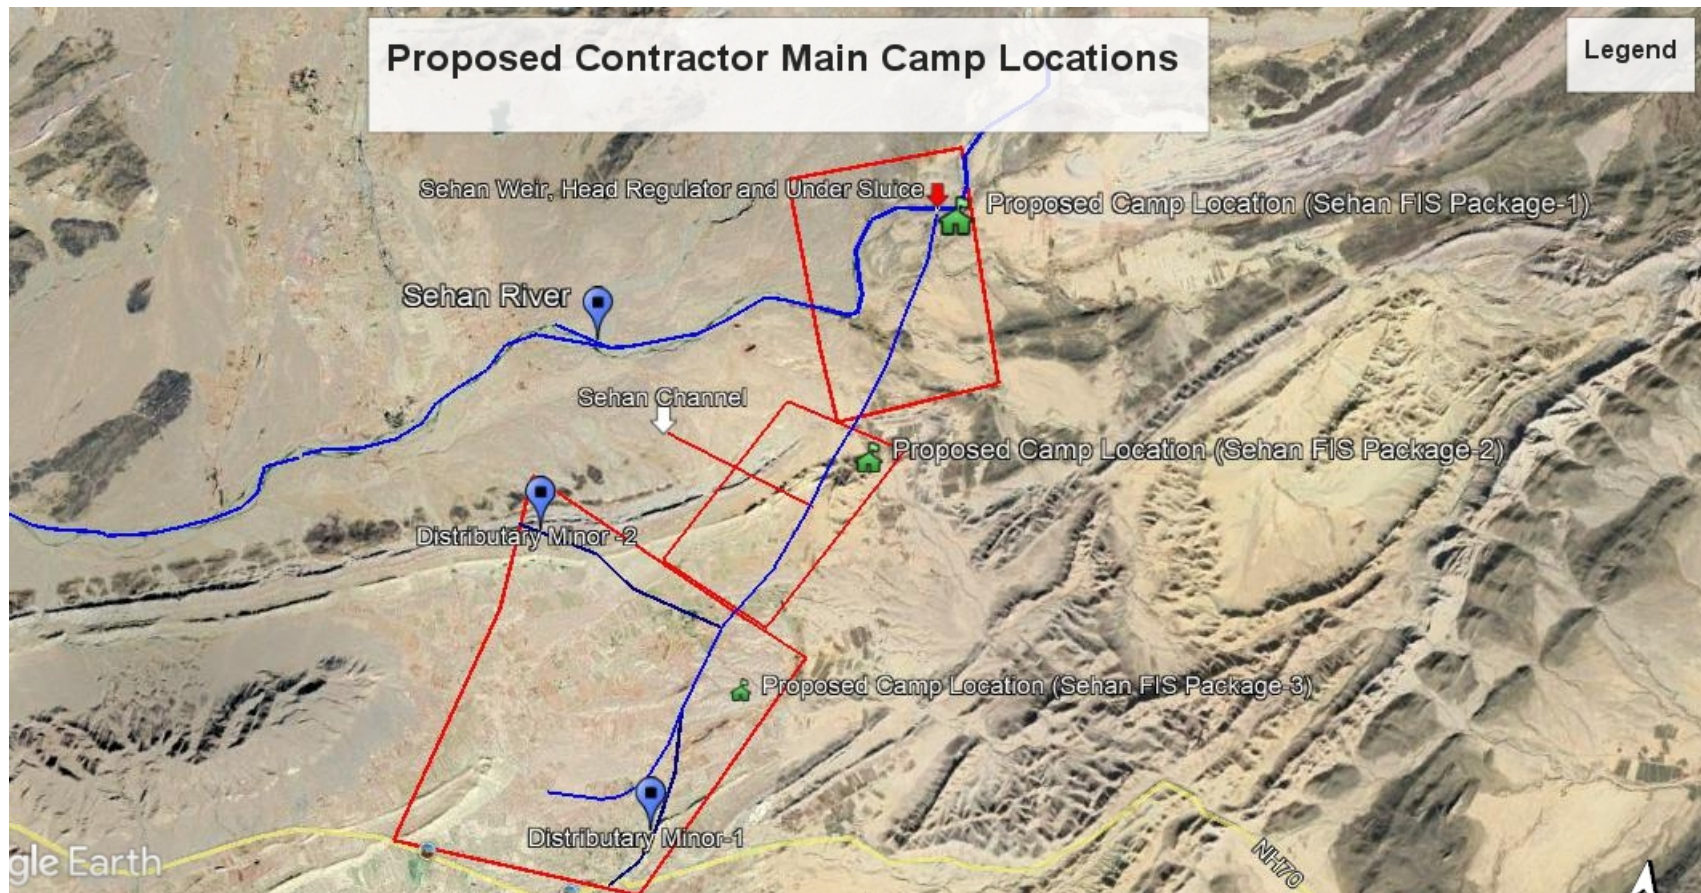 Proposed Contractor Main Camp Locations
Legend
Sehan Weir, Head Regulator and Under Sluice
Proposed Camp Location (Sehan FIS Package-1)
Sehan River
Sehan Channel
Proposed Camp Location (Sehan FIS Package-2)
Distributary Minor -2
Proposed Camp Location (Sehan FIS Package-3)
Distributary Minor-1
NH70
gle Earth